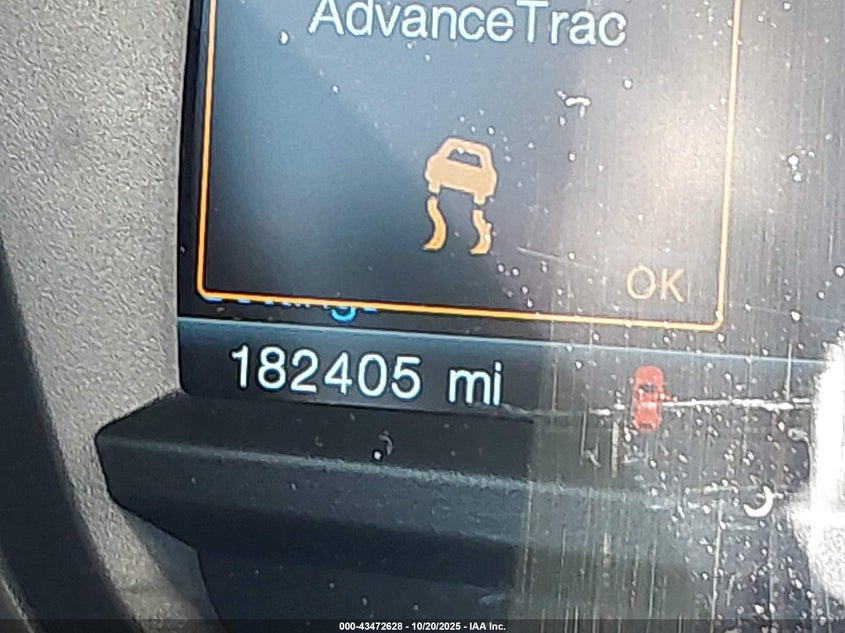 AdvanceTrac
OK
182405 mi
000-43472628 - 10/20/2025 - IAA Inc.